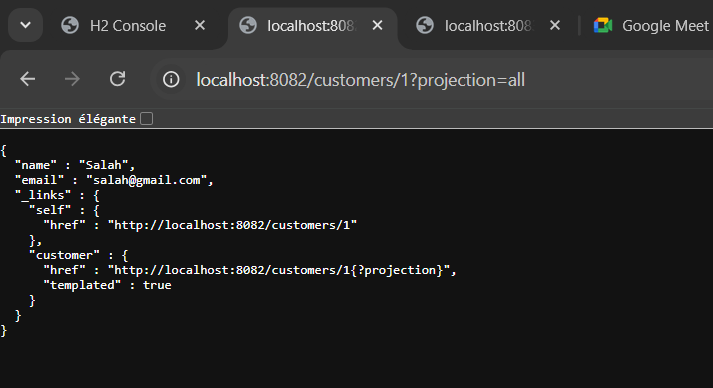 H2 Console
localhost:808
localhost:808
Google Meet
localhost:8082/customers/1?projection=all
Impression élégante
{
  "name" : "Salah",
  "email" : "salah@gmail.com",
  "_links" : {
    "self" : {
      "href" : "http://localhost:8082/customers/1"
    },
    "customer" : {
      "href" : "http://localhost:8082/customers/1{?projection}",
      "templated" : true
    }
  }
}